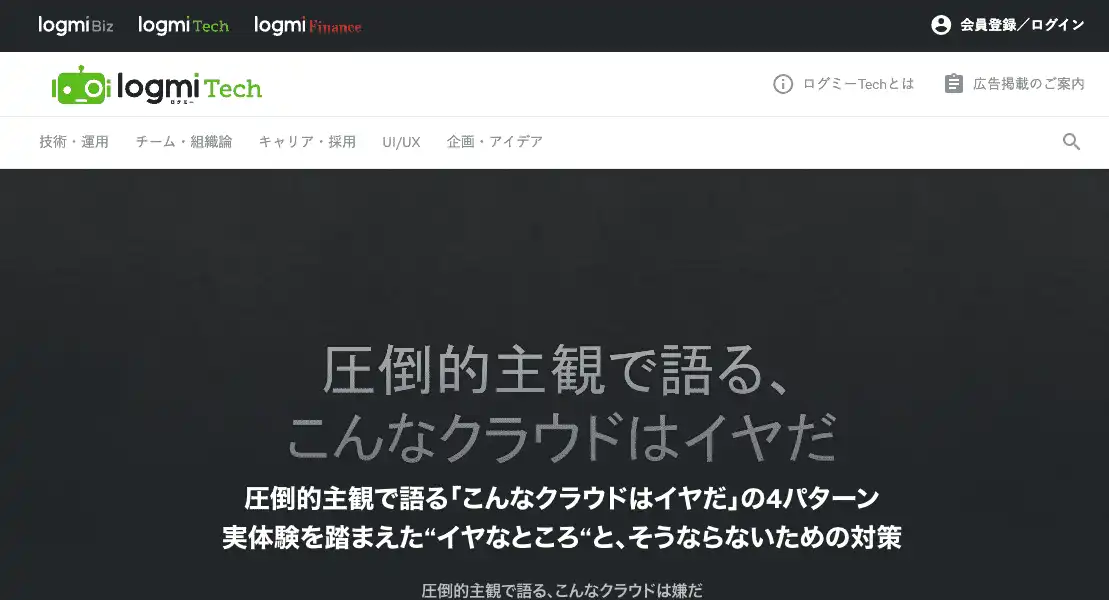 logmi Biz logmi Tech logmi Finance 会員登録／ログイン
logmi Tech ログミーTechとは 広告掲載のご案内
ログミー
技術・運用 チーム・組織論 キャリア・採用 UI/UX 企画・アイデア
圧倒的主観で語る、
こんなクラウドはイヤだ
圧倒的主観で語る「こんなクラウドはイヤだ」の4パターン
実体験を踏まえた“イヤなところ“と、そうならないための対策
圧倒的主観で語る、こんなクラウドは嫌だ